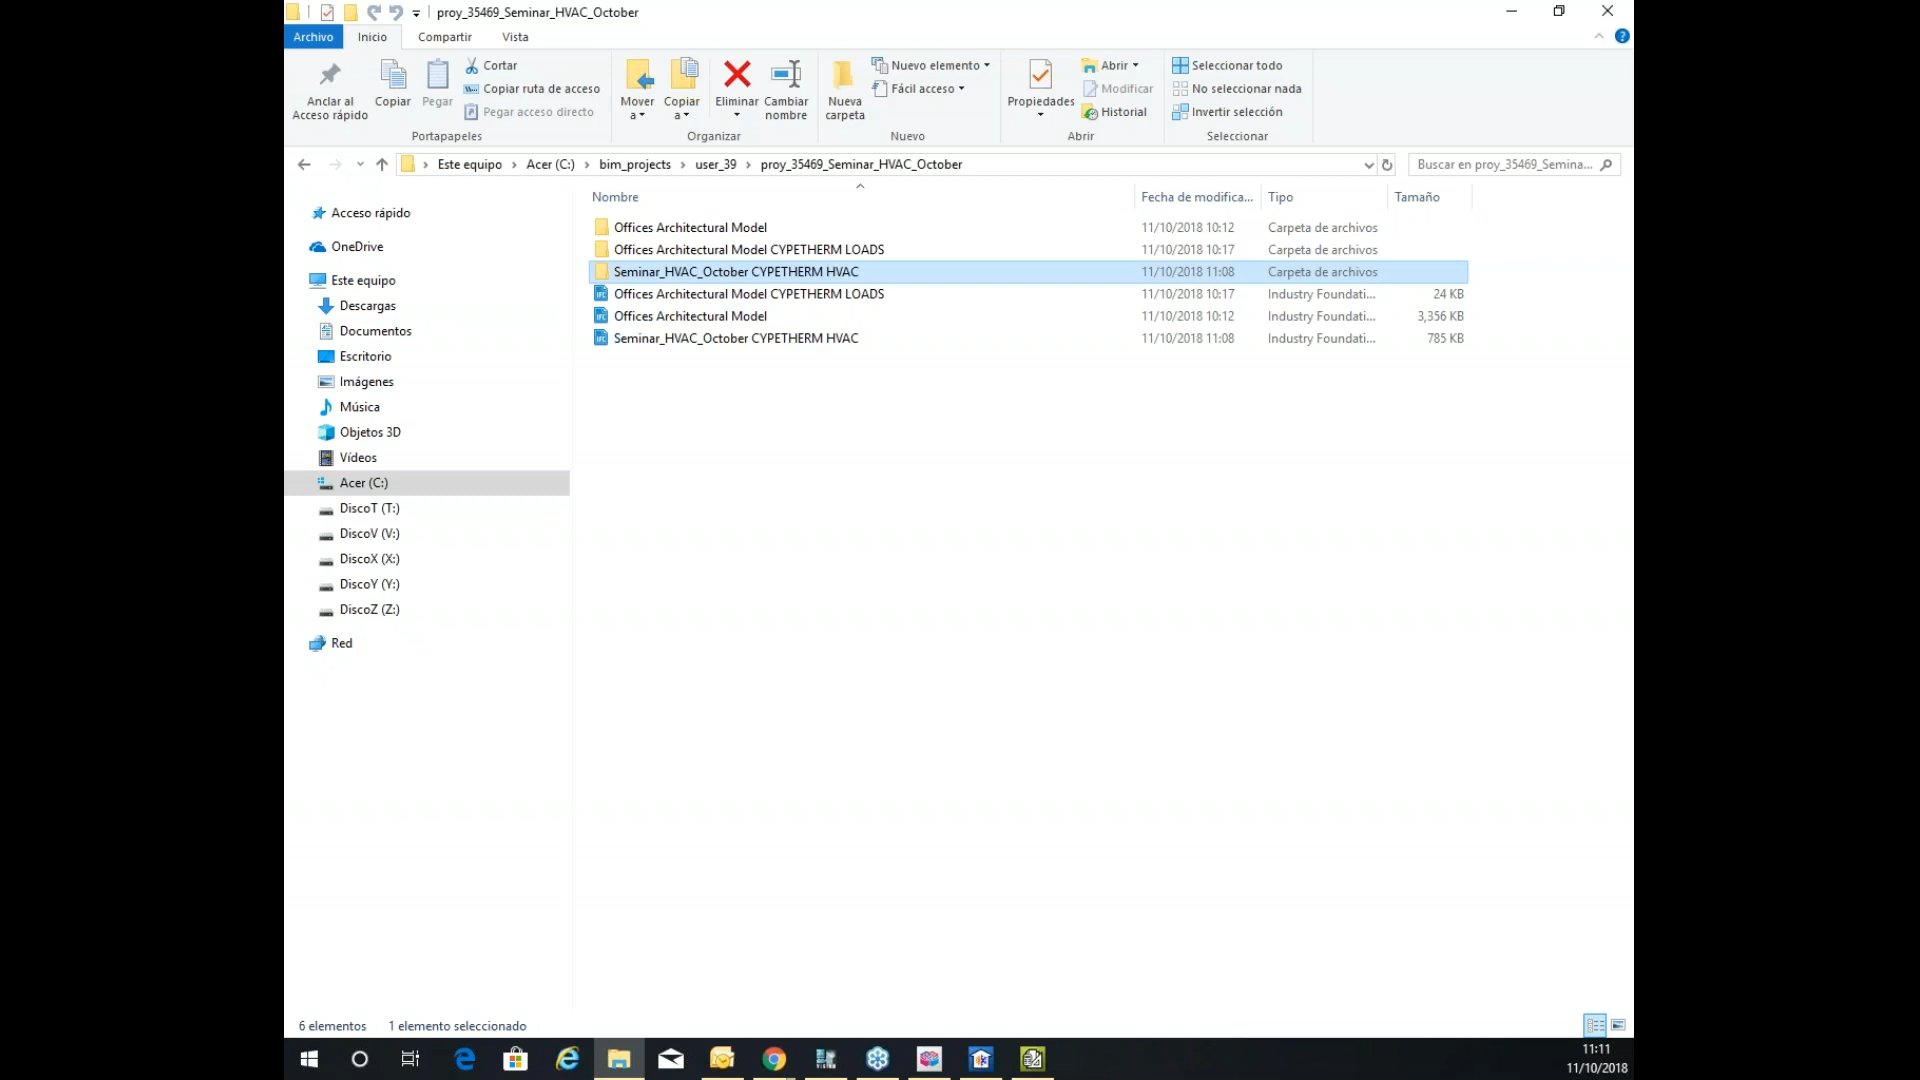 proy_35469_Seminar_HVAC_October
Archivo Inicio Compartir Vista
Anclar al Acceso rápido
Copiar
Pegar
Cortar
Copiar ruta de acceso
Pegar acceso directo
Portapapeles
Mover a
Copiar a
Eliminar
Cambiar nombre
Organizar
Nueva carpeta
Nuevo elemento
Fácil acceso
Nuevo
Propiedades
Abrir
Modificar
Historial
Abrir
Seleccionar todo
No seleccionar nada
Invertir selección
Seleccionar
Este equipo > Acer (C:) > bim_projects > user_39 > proy_35469_Seminar_HVAC_October
Buscar en proy_35469_Semina...
Acceso rápido
OneDrive
Este equipo
Descargas
Documentos
Escritorio
Imágenes
Música
Objetos 3D
Vídeos
Acer (C:)
DiscoT (T:)
DiscoV (V:)
DiscoX (X:)
DiscoY (Y:)
DiscoZ (Z:)
Red
Nombre Fecha de modifica... Tipo Tamaño
Offices Architectural Model 11/10/2018 10:12 Carpeta de archivos
Offices Architectural Model CYPETHERM LOADS 11/10/2018 10:17 Carpeta de archivos
Seminar_HVAC_October CYPETHERM HVAC 11/10/2018 11:08 Carpeta de archivos
Offices Architectural Model CYPETHERM LOADS 11/10/2018 10:17 Industry Foundati... 24 KB
Offices Architectural Model 11/10/2018 10:12 Industry Foundati... 3,356 KB
Seminar_HVAC_October CYPETHERM HVAC 11/10/2018 11:08 Industry Foundati... 785 KB
6 elementos 1 elemento seleccionado
11:11
11/10/2018